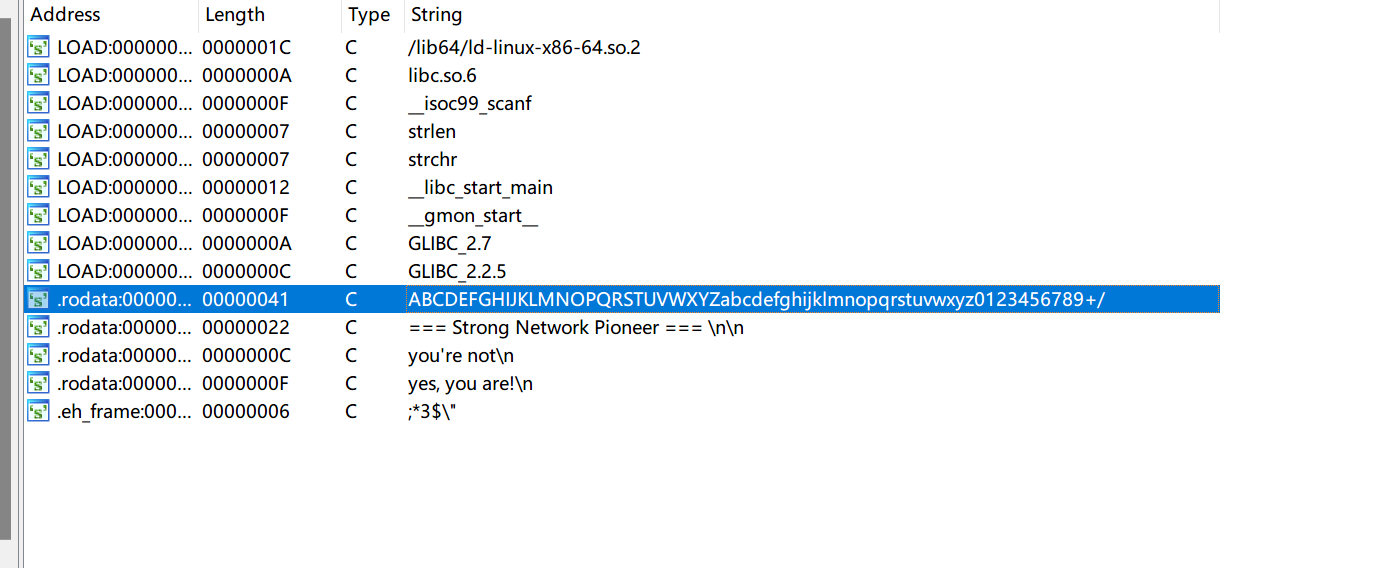 Address Length Type String
LOAD:000000... 0000001C C /lib64/ld-linux-x86-64.so.2
LOAD:000000... 0000000A C libc.so.6
LOAD:000000... 0000000F C __isoc99_scanf
LOAD:000000... 00000007 C strlen
LOAD:000000... 00000007 C strchr
LOAD:000000... 00000012 C __libc_start_main
LOAD:000000... 0000000F C __gmon_start__
LOAD:000000... 0000000A C GLIBC_2.7
LOAD:000000... 0000000C C GLIBC_2.2.5
.rodata:00000... 00000041 C ABCDEFGHIJKLMNOPQRSTUVWXYZabcdefghijklmnopqrstuvwxyz0123456789+/
.rodata:00000... 00000022 C === Strong Network Pioneer === \n\n
.rodata:00000... 0000000C C you're not\n
.rodata:00000... 0000000F C yes, you are!\n
.eh_frame:000... 00000006 C ;*3$\"